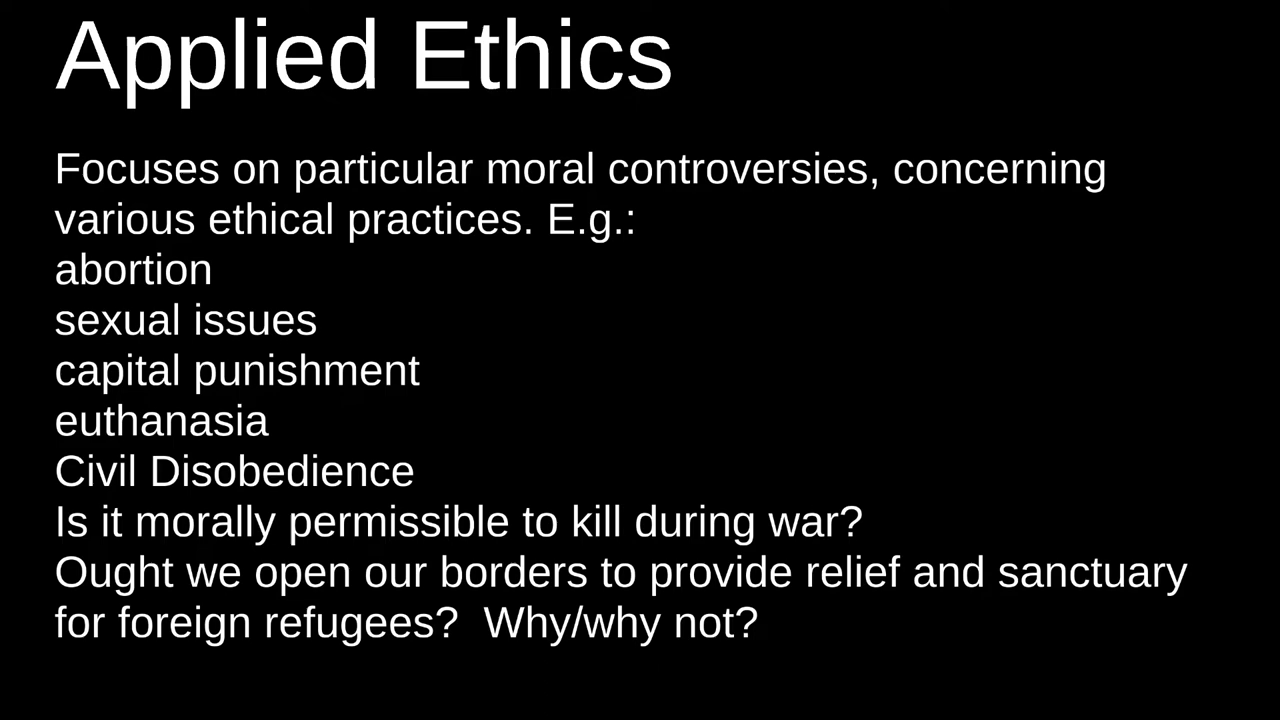 Applied Ethics
Focuses on particular moral controversies, concerning
various ethical practices. E.g.:
abortion
sexual issues
capital punishment
euthanasia
Civil Disobedience
Is it morally permissible to kill during war?
Ought we open our borders to provide relief and sanctuary
for foreign refugees?  Why/why not?